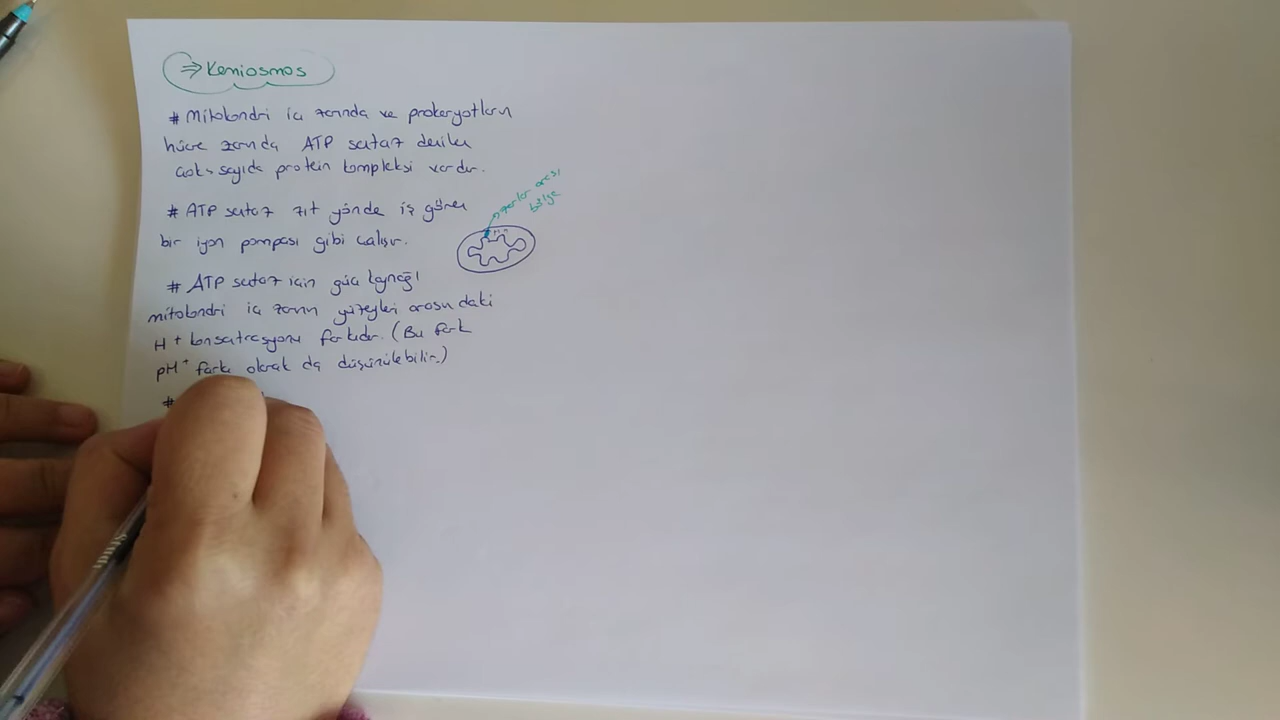 ⇒ Kemiosmos
# Mitokondri iç zarında ve prokaryotların
hücre zarında ATP sentaz denilen
çok sayıda protein kompleksi vardır.
zarlar arası
bölge
# ATP sentaz zıt yönde iş gören
bir iyon pompası gibi çalışır.
# ATP sentaz için güç kaynağı
mitokondri iç zarın yüzeyleri arasındaki
H+ konsatrasyonu farkıdır. (Bu fark
pH+ farkı olarak da düşünülebilir.)
#